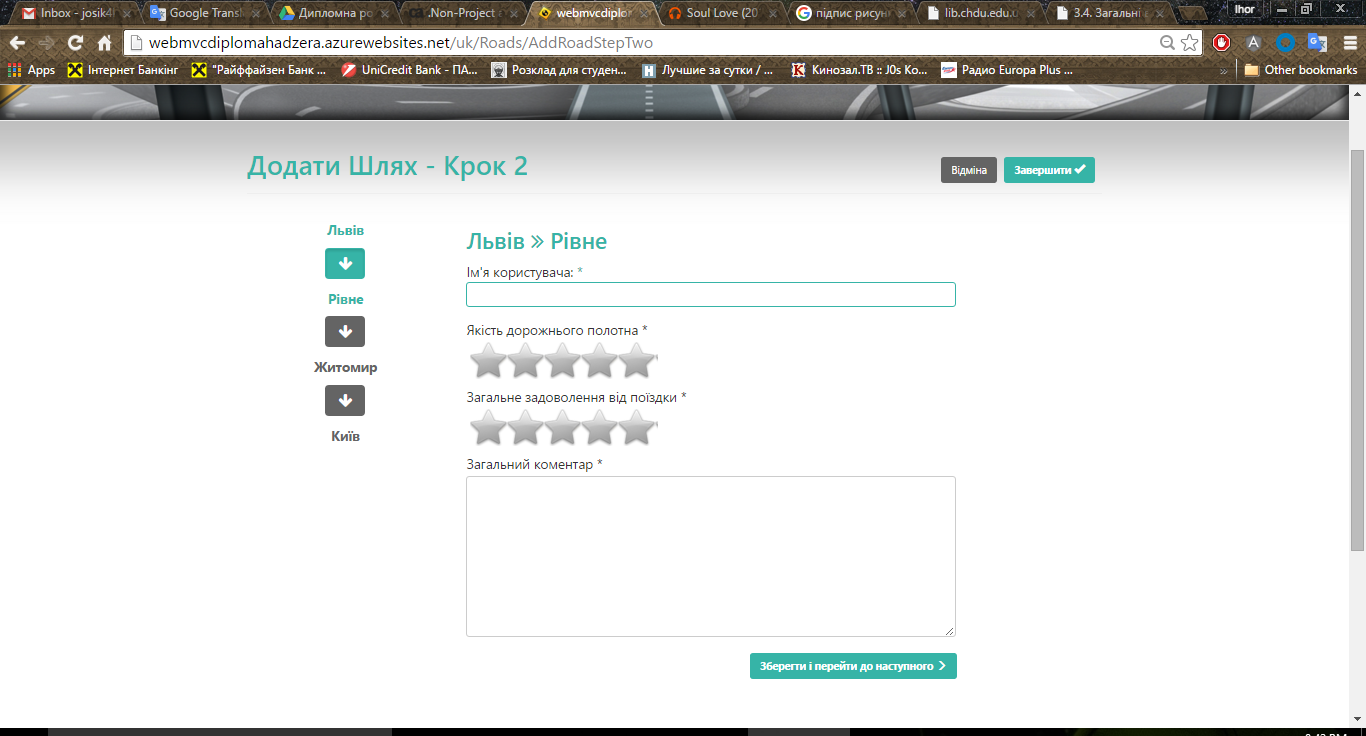 Inbox - josik4
Google Transl
Дипломна ро
.Non-Project
webmvcdiplo
Soul Love (20
підпис рисун
lib.chdu.edu.
3.4. Загальні
Ihor
webmvcdiplomahadzera.azurewebsites.net/uk/Roads/AddRoadStepTwo
Apps
Інтернет Банкінг
"Райффайзен Банк ...
UniCredit Bank - ПА...
Розклад для студен...
Лучшие за сутки / ...
Кинозал.ТВ :: J0s Ko...
Радио Europa Plus ...
»
Other bookmarks
Додати Шлях - Крок 2
Відміна
Завершити
Львів
Рівне
Житомир
Київ
Львів » Рівне
Ім'я користувача: *
Якість дорожнього полотна *
Загальне задоволення від поїздки *
Загальний коментар *
Зберегти і перейти до наступного